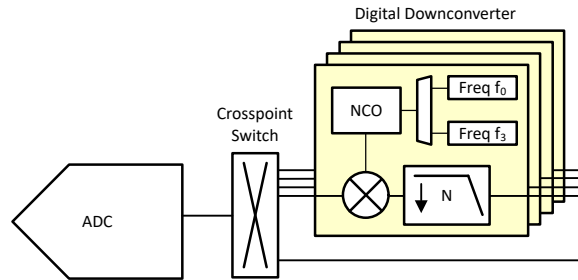 Digital Downconverter
Crosspoint
Switch
NCO
Freq f0
Freq f3
ADC
N